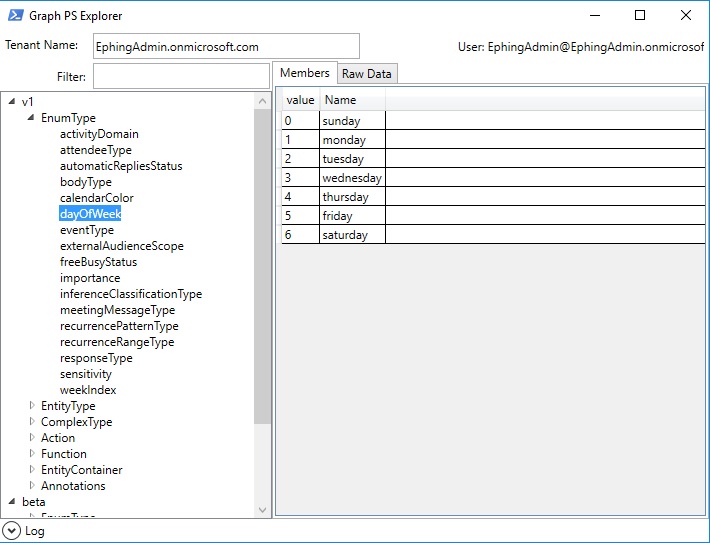 Graph PS Explorer
Tenant Name: EphingAdmin.onmicrosoft.com User: EphingAdmin@EphingAdmin.onmicrosof
Filter:
Members Raw Data
v1
EnumType
activityDomain
attendeeType
automaticRepliesStatus
bodyType
calendarColor
dayOfWeek
eventType
externalAudienceScope
freeBusyStatus
importance
inferenceClassificationType
meetingMessageType
recurrencePatternType
recurrenceRangeType
responseType
sensitivity
weekIndex
EntityType
ComplexType
Action
Function
EntityContainer
Annotations
beta
EnumType
value Name
0 sunday
1 monday
2 tuesday
3 wednesday
4 thursday
5 friday
6 saturday
Log